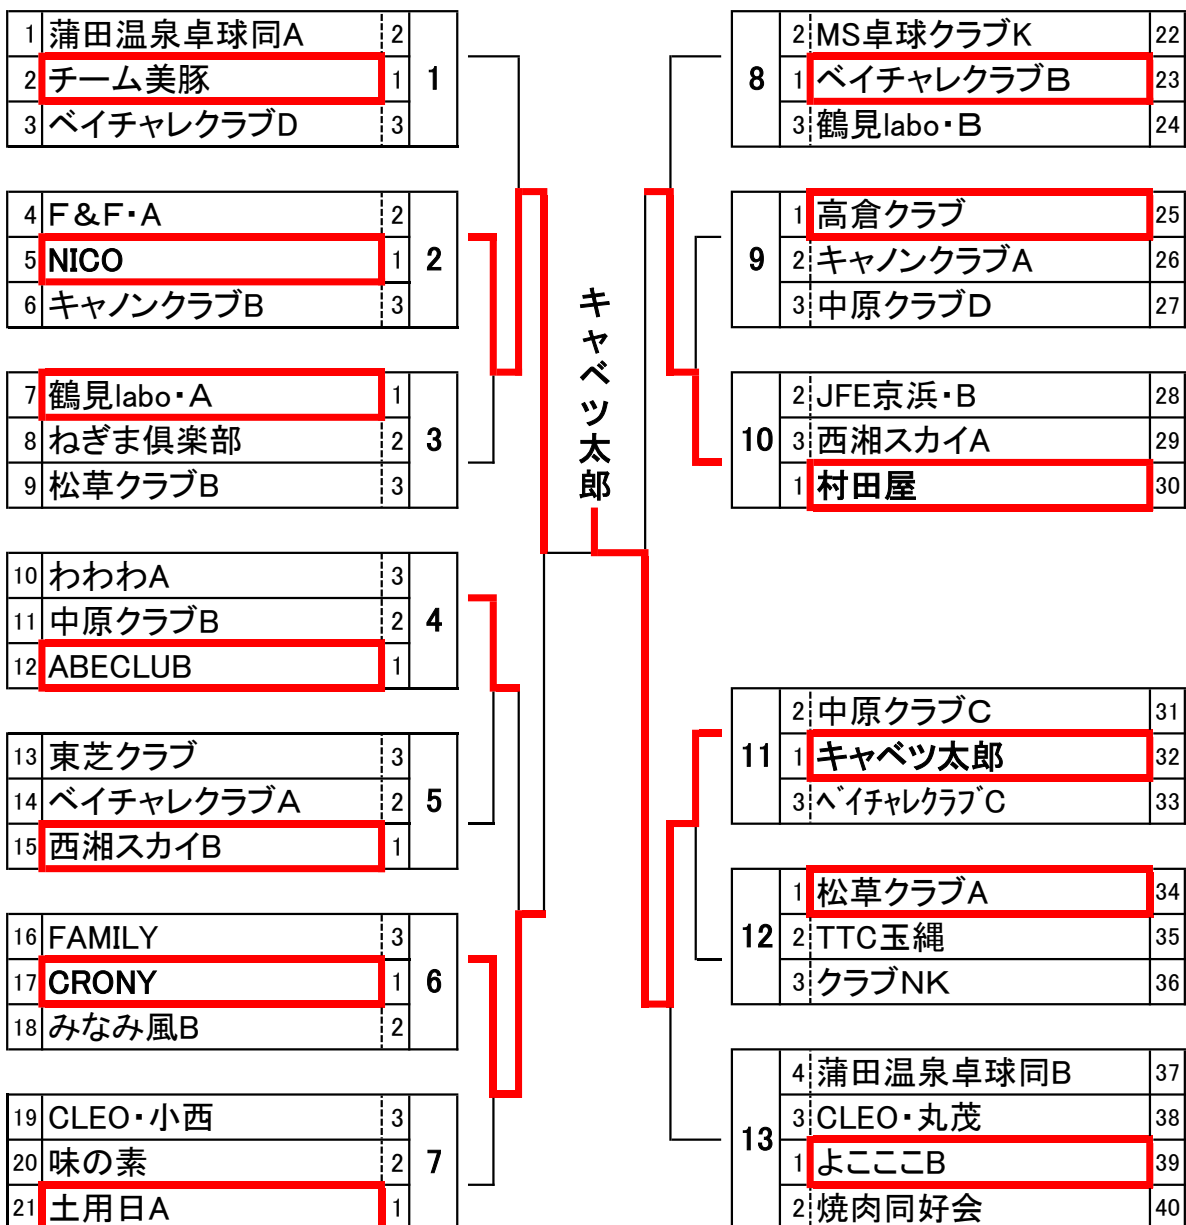 1 蒲田温泉卓球同A 2
2 チーム美豚 1
3 ベイチャレクラブD 3
1
4 F&F・A 2
5 NICO 1
6 キャノンクラブB 3
2
7 鶴見labo・A 1
8 ねぎま倶楽部 2
9 松草クラブB 3
3
10 わわわA 3
11 中原クラブB 2
12 ABECLUB 1
4
13 東芝クラブ 3
14 ベイチャレクラブA 2
15 西湘スカイB 1
5
16 FAMILY 3
17 CRONY 1
18 みなみ風B 2
6
19 CLEO・小西 3
20 味の素 2
21 土用日A 1
7
キャベツ太郎
8
2 MS卓球クラブK 22
1 ベイチャレクラブB 23
3 鶴見labo・B 24
9
1 高倉クラブ 25
2 キャノンクラブA 26
3 中原クラブD 27
10
2 JFE京浜・B 28
3 西湘スカイA 29
1 村田屋 30
11
2 中原クラブC 31
1 キャベツ太郎 32
3 ベイチャレクラブC 33
12
1 松草クラブA 34
2 TTC玉縄 35
3 クラブNK 36
13
4 蒲田温泉卓球同B 37
3 CLEO・丸茂 38
1 よこここB 39
2 焼肉同好会 40